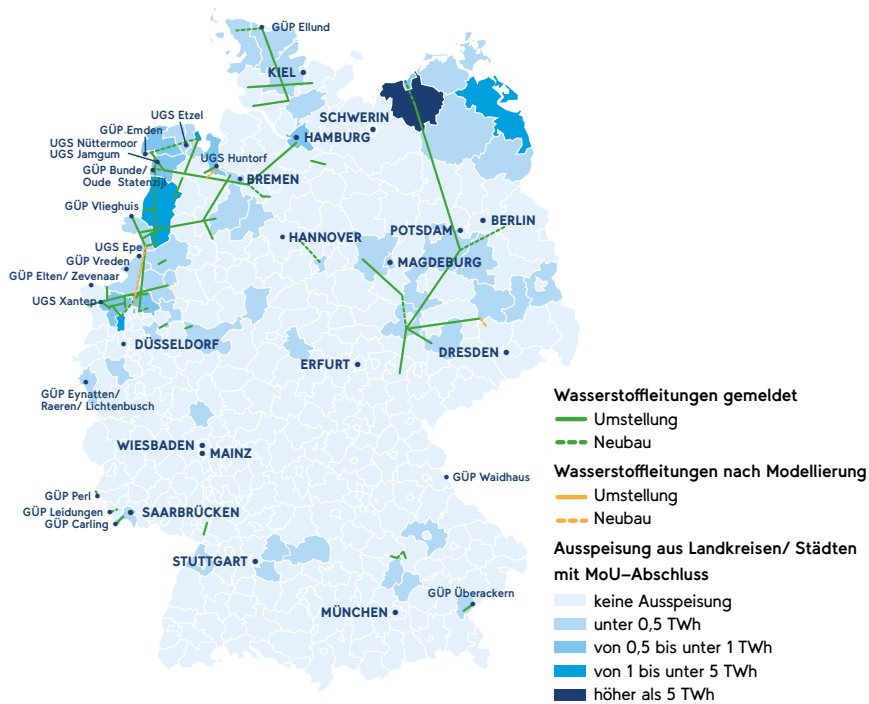 GÜP Ellund
KIEL
SCHWERIN
HAMBURG
UGS Etzel
GÜP Emden
UGS Nüttermoor
UGS Jamgum
UGS Huntorf
GÜP Bunde/
Oude Statenzijl
BREMEN
GÜP Vlieghuis
BERLIN
POTSDAM
HANNOVER
UGS Epe
GÜP Vreden
MAGDEBURG
GÜP Elten/ Zevenaar
UGS Xanten
DÜSSELDORF
DRESDEN
ERFURT
GÜP Eynatten/
Raeren/ Lichtenbusch
WIESBADEN
MAINZ
GÜP Waidhaus
GÜP Perl
GÜP Leidungen
SAARBRÜCKEN
GÜP Carling
STUTTGART
GÜP Überackern
MÜNCHEN
Wasserstoffleitungen gemeldet
Umstellung
Neubau
Wasserstoffleitungen nach Modellierung
Umstellung
Neubau
Ausspeisung aus Landkreisen/ Städten
mit MoU–Abschluss
keine Ausspeisung
unter 0,5 TWh
von 0,5 bis unter 1 TWh
von 1 bis unter 5 TWh
höher als 5 TWh